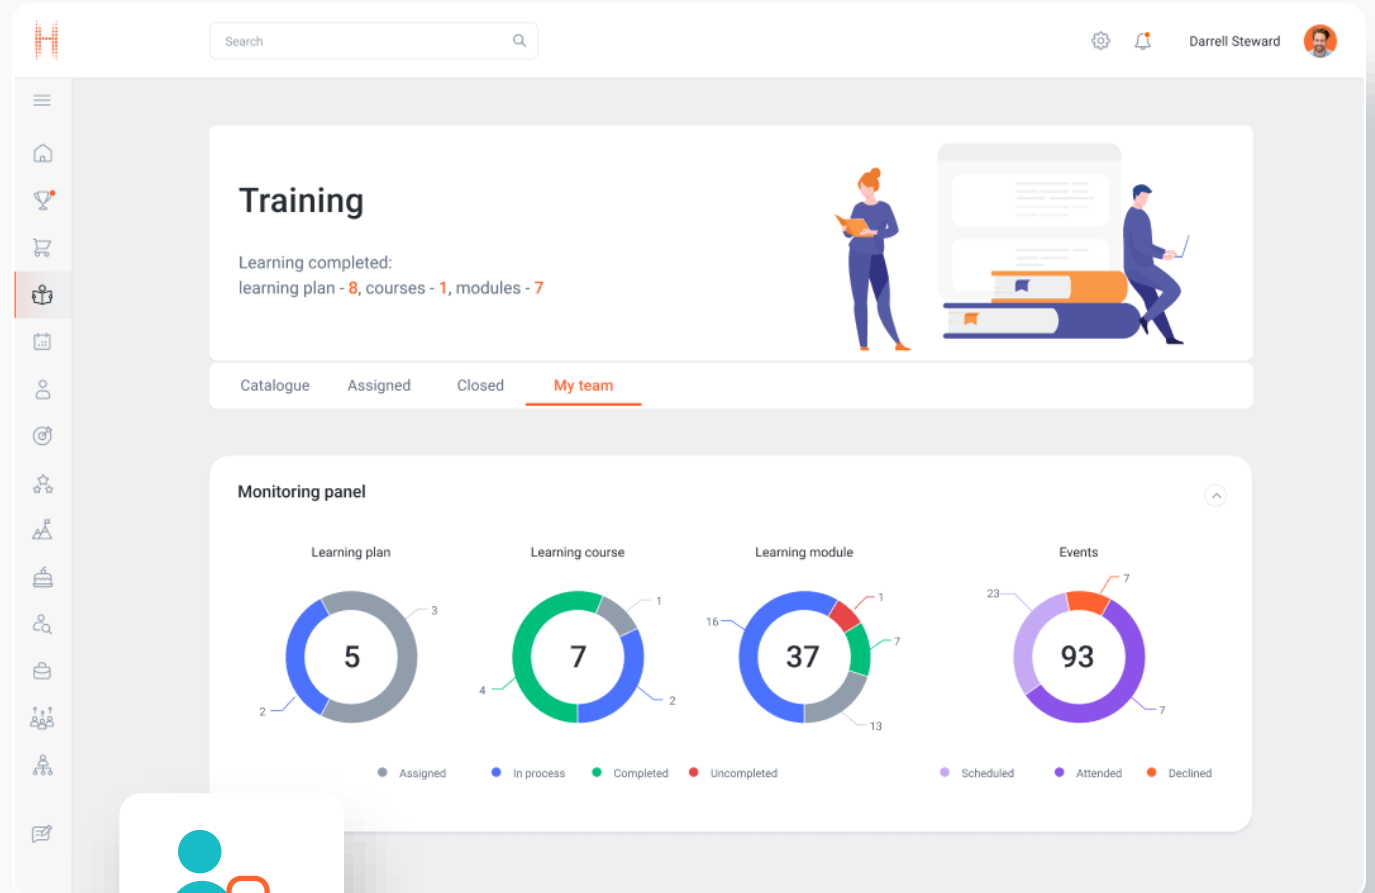 Search
Darrell Steward
Training
Learning completed:
learning plan - 8, courses - 1, modules - 7
Catalogue Assigned Closed My team
Monitoring panel
Learning plan Learning course Learning module Events
3
2
5
1
4
2
7
16
1
7
13
37
23
7
7
93
Assigned In process Completed Uncompleted Scheduled Attended Declined